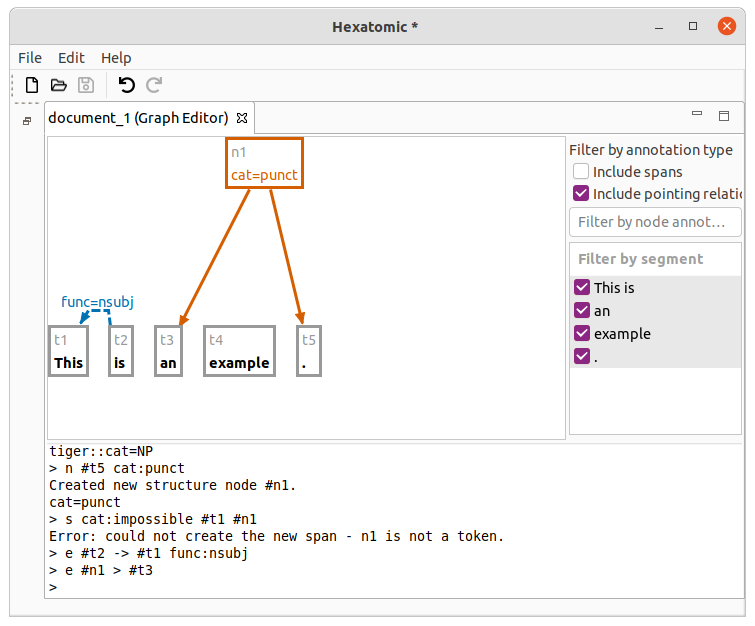 Hexatomic *
File Edit Help
document_1 (Graph Editor)
n1
cat=punct
func=nsubj
t1 t2 t3 t4 t5
This is an example .
Filter by annotation type
Include spans
Include pointing relatio
Filter by node annot…
Filter by segment
This is
an
example
.
tiger::cat=NP
> n #t5 cat:punct
Created new structure node #n1.
cat=punct
> s cat:impossible #t1 #n1
Error: could not create the new span - n1 is not a token.
> e #t2 -> #t1 func:nsubj
> e #n1 > #t3
>